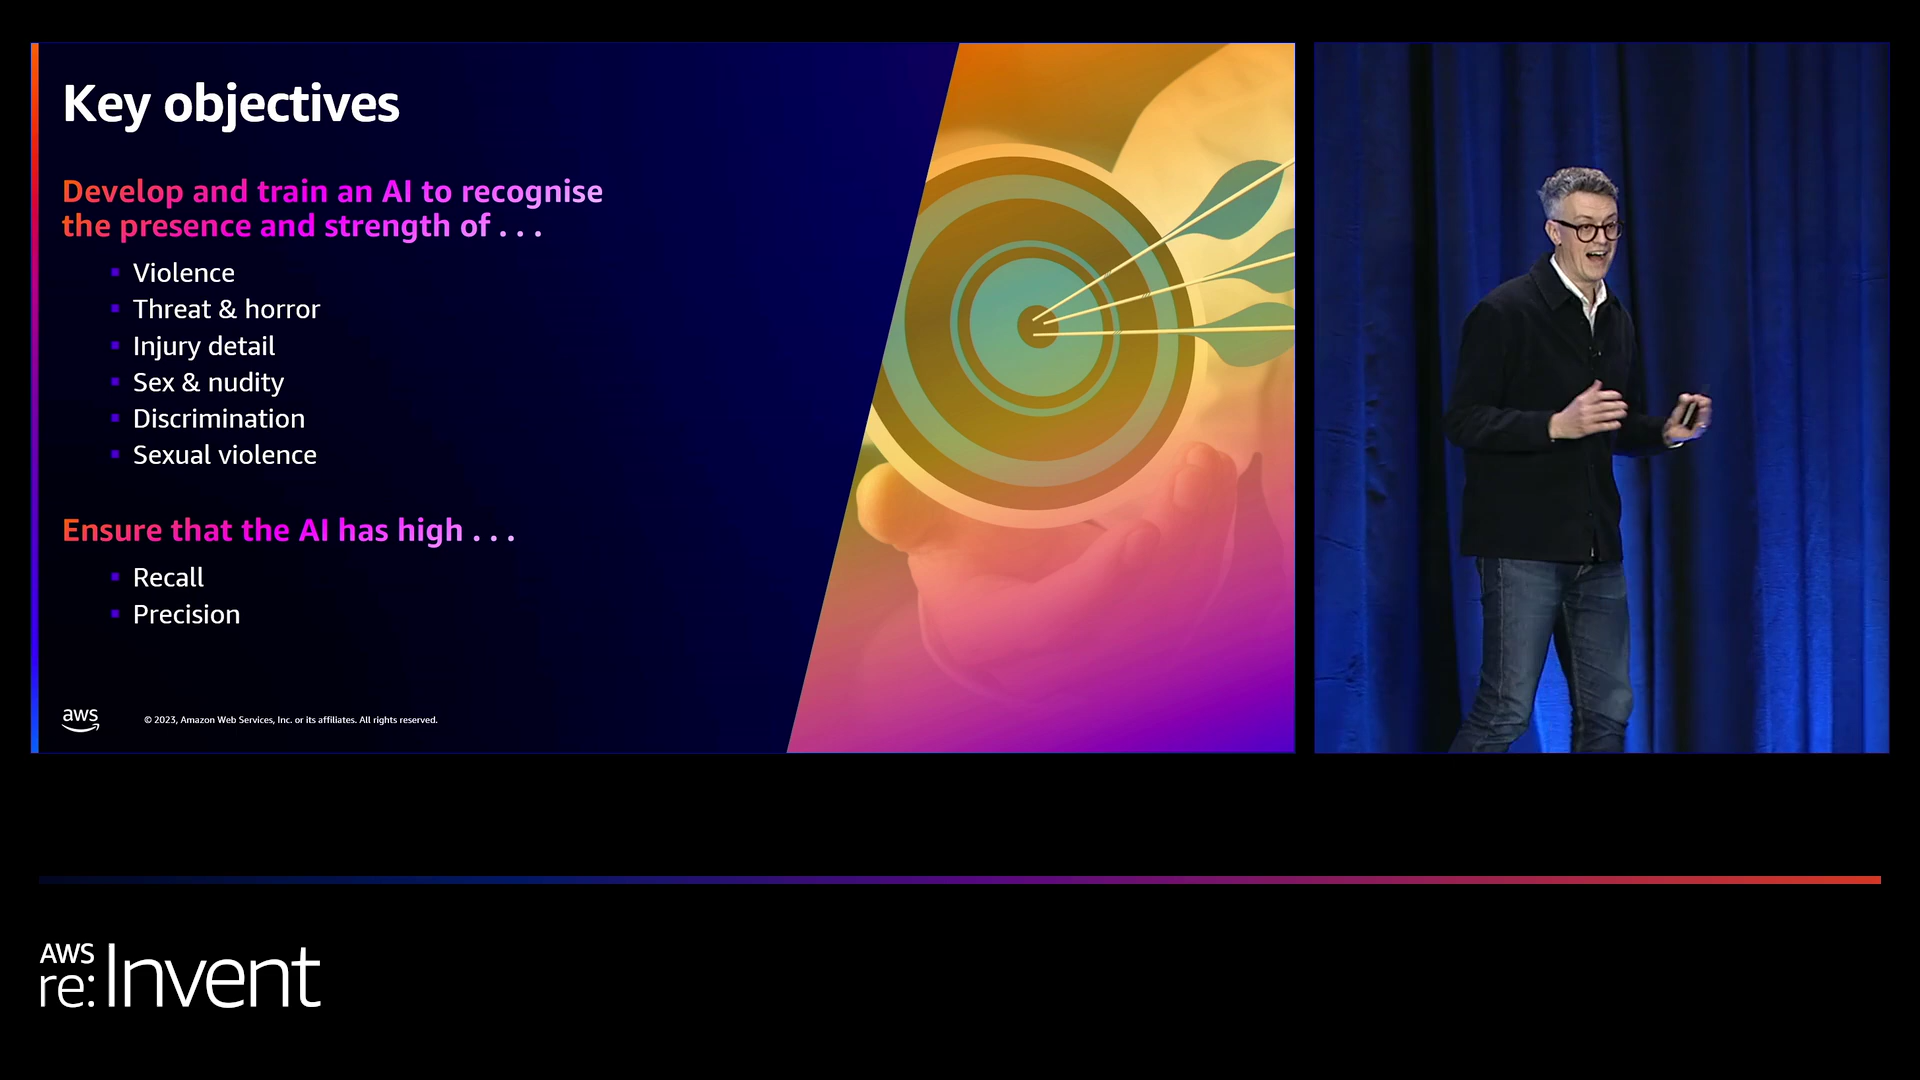 Key objectives
Develop and train an AI to recognise
the presence and strength of . . .
▪ Violence
▪ Threat & horror
▪ Injury detail
▪ Sex & nudity
▪ Discrimination
▪ Sexual violence
Ensure that the AI has high . . .
▪ Recall
▪ Precision
aws
© 2023, Amazon Web Services, Inc. or its affiliates. All rights reserved.
AWS
re:Invent